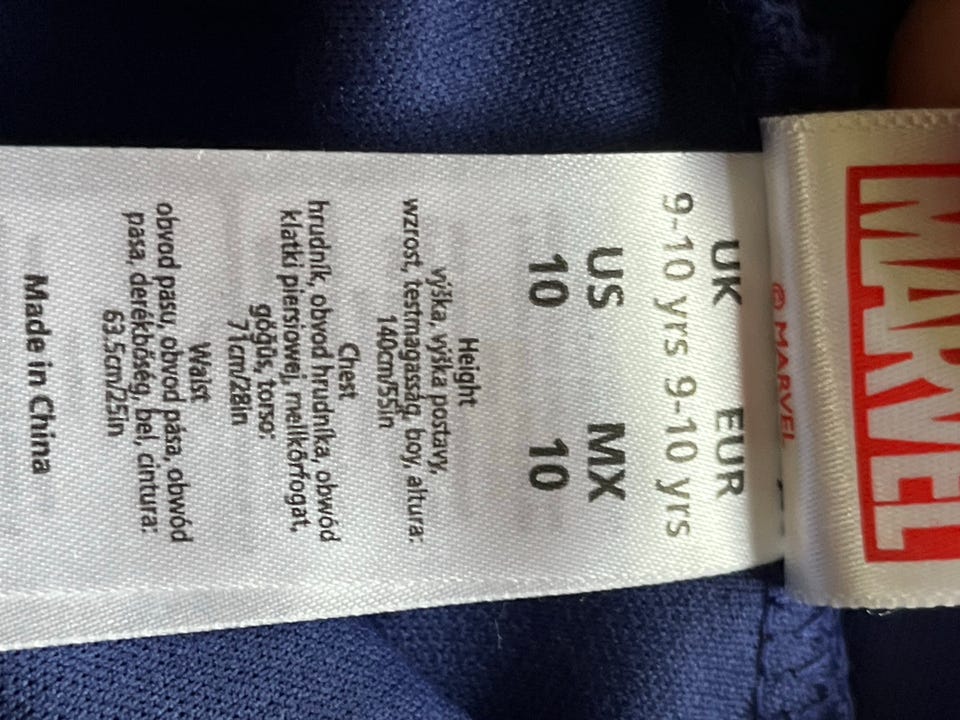 MARVEL
© MARVEL
UK EUR
9-10 yrs 9-10 yrs
US MX
10 10
Height
výška, výška postavy,
wzrost, testmagasság, boy, altura:
140cm/55in
Chest
hrudník, obvod hrudníka, obwód
klatki piersiowej, mellkőrfogat,
göğüs, torso:
71cm/28in
Waist
obvod pasu, obvod pása, obwód
pasa, derékbőség, bel, cintura:
63.5cm/25in
Made in China